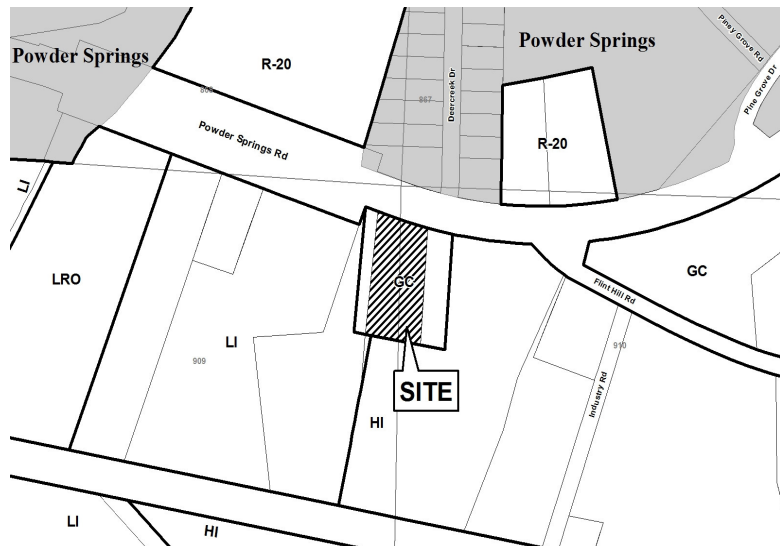 Powder Springs
R-20
Powder Springs
Piney Grove Rd
Pine Grove Dr
868
867
Deercreek Dr
Powder Springs Rd
R-20
LI
LRO
GC
GC
Flint Hill Rd
LI
909
910
SITE
Industry Rd
HI
LI
HI